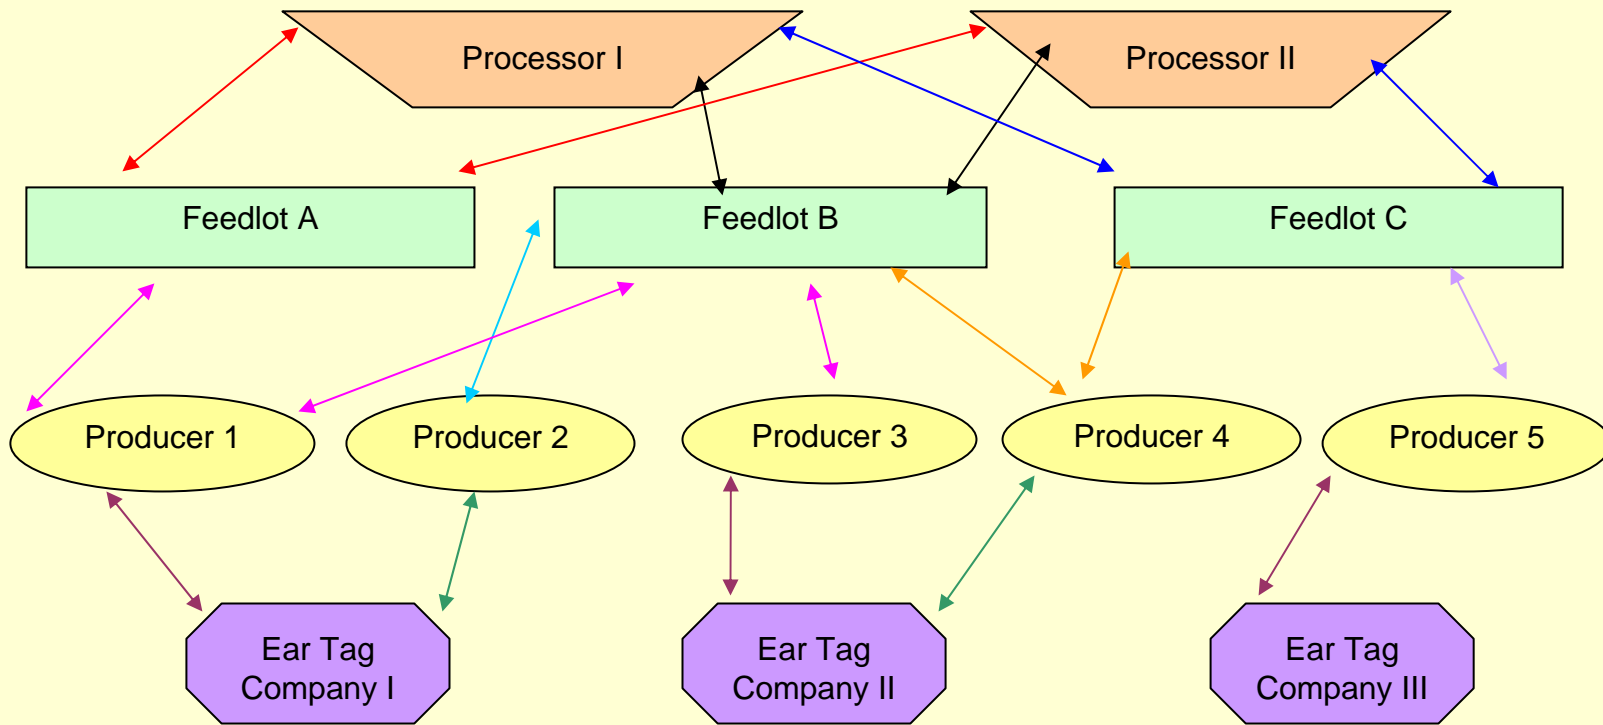 Processor I
Processor II
Feedlot A
Feedlot B
Feedlot C
Producer 1
Producer 2
Producer 3
Producer 4
Producer 5
Ear Tag
Company I
Ear Tag
Company II
Ear Tag
Company III